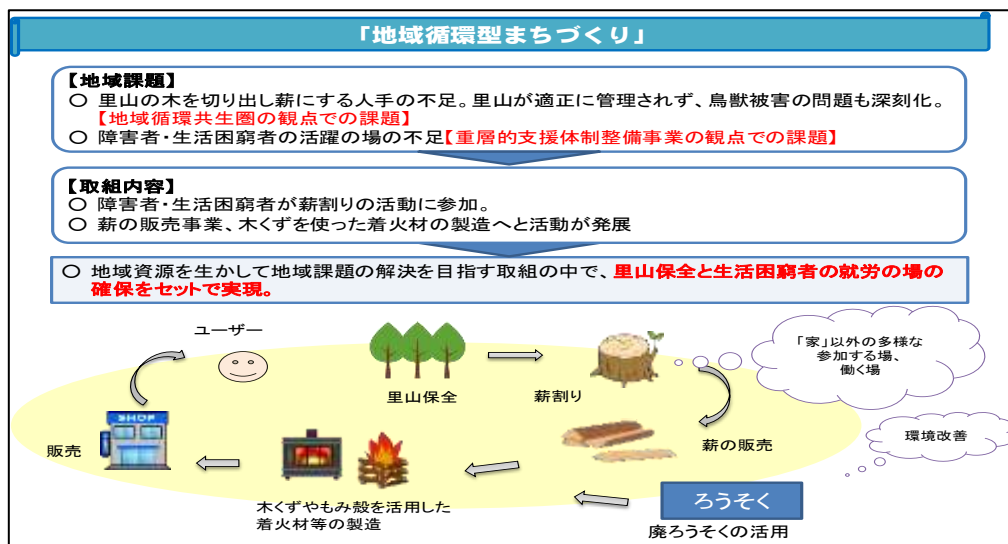 「地域循環型まちづくり」
【地域課題】
○ 里山の木を切り出し薪にする人手の不足。里山が適正に管理されず、鳥獣被害の問題も深刻化。
【地域循環共生圏の観点での課題】
○ 障害者・生活困窮者の活躍の場の不足【重層的支援体制整備事業の観点での課題】
【取組内容】
○ 障害者・生活困窮者が薪割りの活動に参加。
○ 薪の販売事業、木くずを使った着火材の製造へと活動が発展
○ 地域資源を生かして地域課題の解決を目指す取組の中で、里山保全と生活困窮者の就労の場の
確保をセットで実現。
ユーザー
里山保全
薪割り
「家」以外の多様な
参加する場、
働く場
SHOP
販売
薪の販売
環境改善
木くずやもみ殻を活用した
着火材等の製造
ろうそく
廃ろうそくの活用